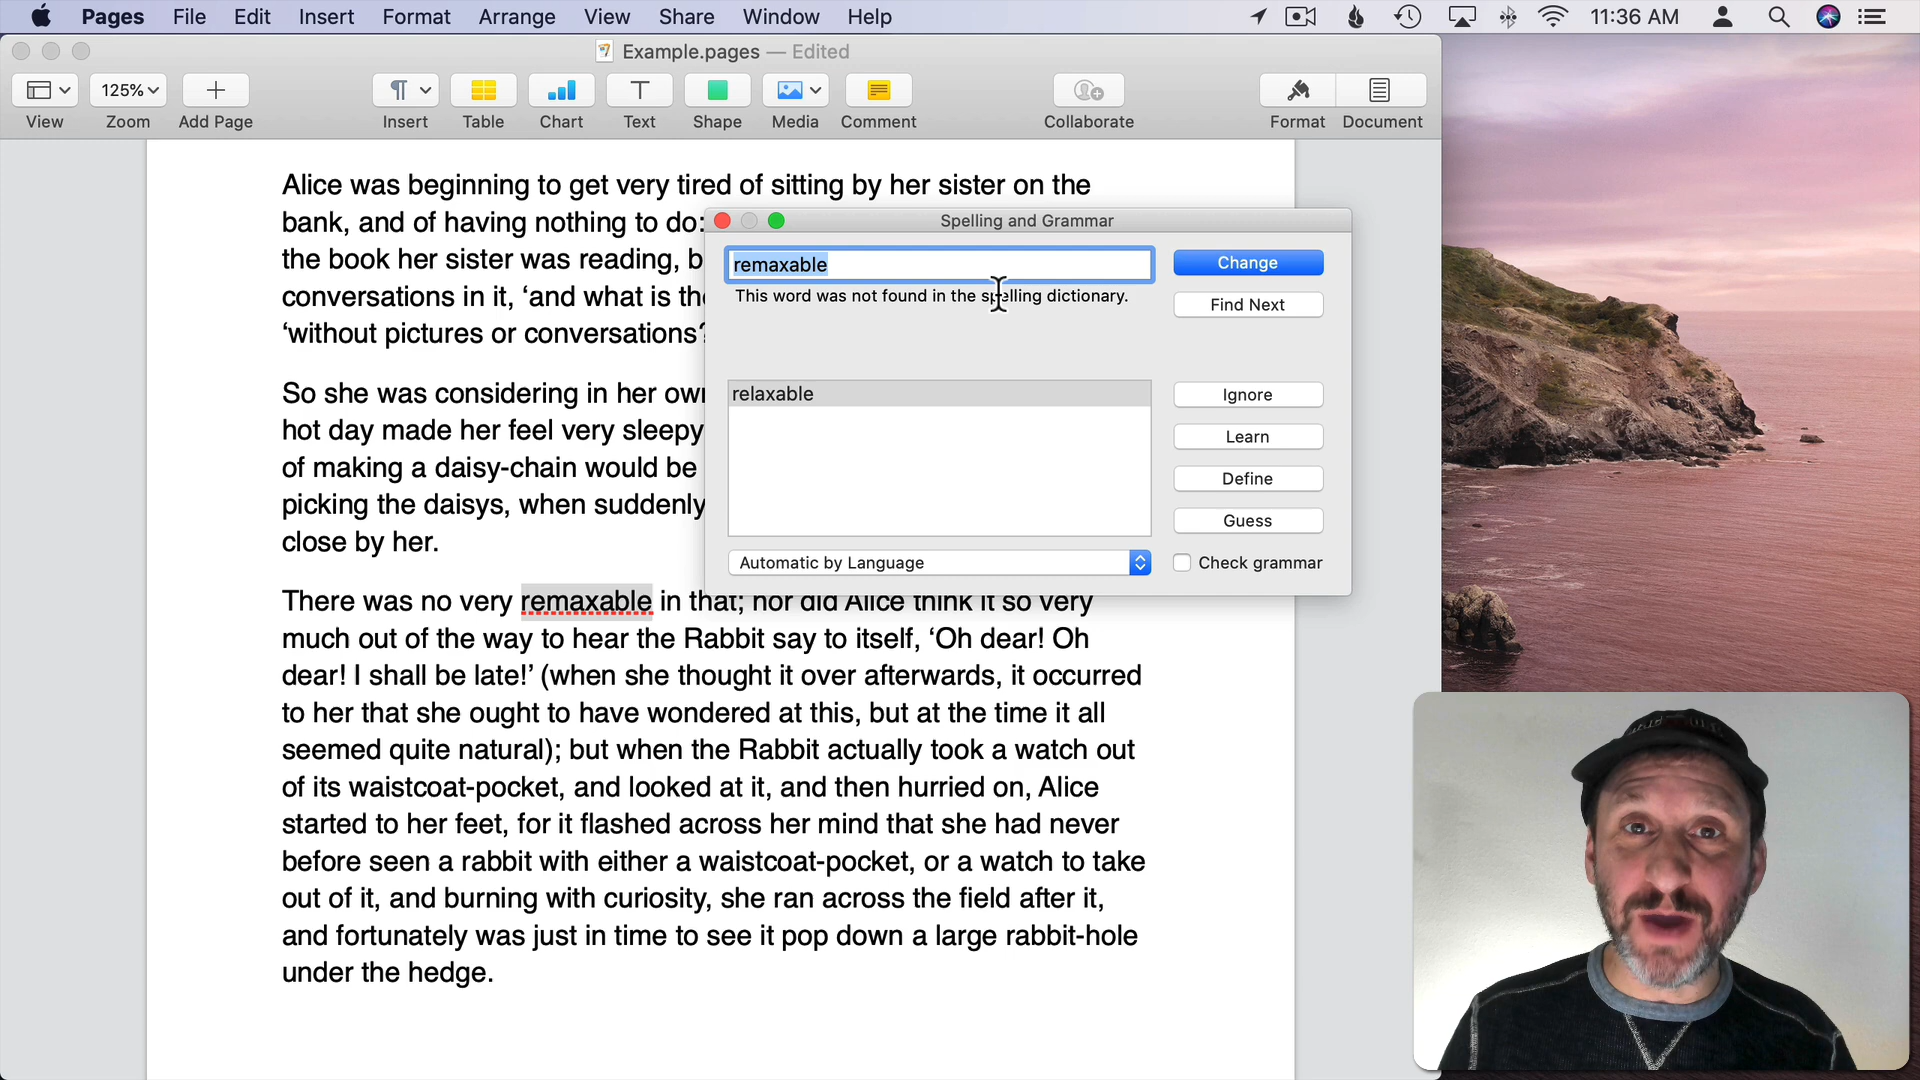 Pages File Edit Insert Format Arrange View Share Window Help 11:36 AM
Example.pages — Edited
125%
View Zoom Add Page Insert Table Chart Text Shape Media Comment Collaborate Format Document
Alice was beginning to get very tired of sitting by her sister on the
bank, and of having nothing to do:
the book her sister was reading, b
conversations in it, ‘and what is the
‘without pictures or conversations?
So she was considering in her own
hot day made her feel very sleepy
of making a daisy-chain would be
picking the daisys, when suddenly
close by her.
There was no very remaxable in that; nor did Alice think it so very
much out of the way to hear the Rabbit say to itself, ‘Oh dear! Oh
dear! I shall be late!’ (when she thought it over afterwards, it occurred
to her that she ought to have wondered at this, but at the time it all
seemed quite natural); but when the Rabbit actually took a watch out
of its waistcoat-pocket, and looked at it, and then hurried on, Alice
started to her feet, for it flashed across her mind that she had never
before seen a rabbit with either a waistcoat-pocket, or a watch to take
out of it, and burning with curiosity, she ran across the field after it,
and fortunately was just in time to see it pop down a large rabbit-hole
under the hedge.
Spelling and Grammar
remaxable
Change
This word was not found in the spelling dictionary.
Find Next
relaxable
Ignore
Learn
Define
Guess
Automatic by Language
Check grammar